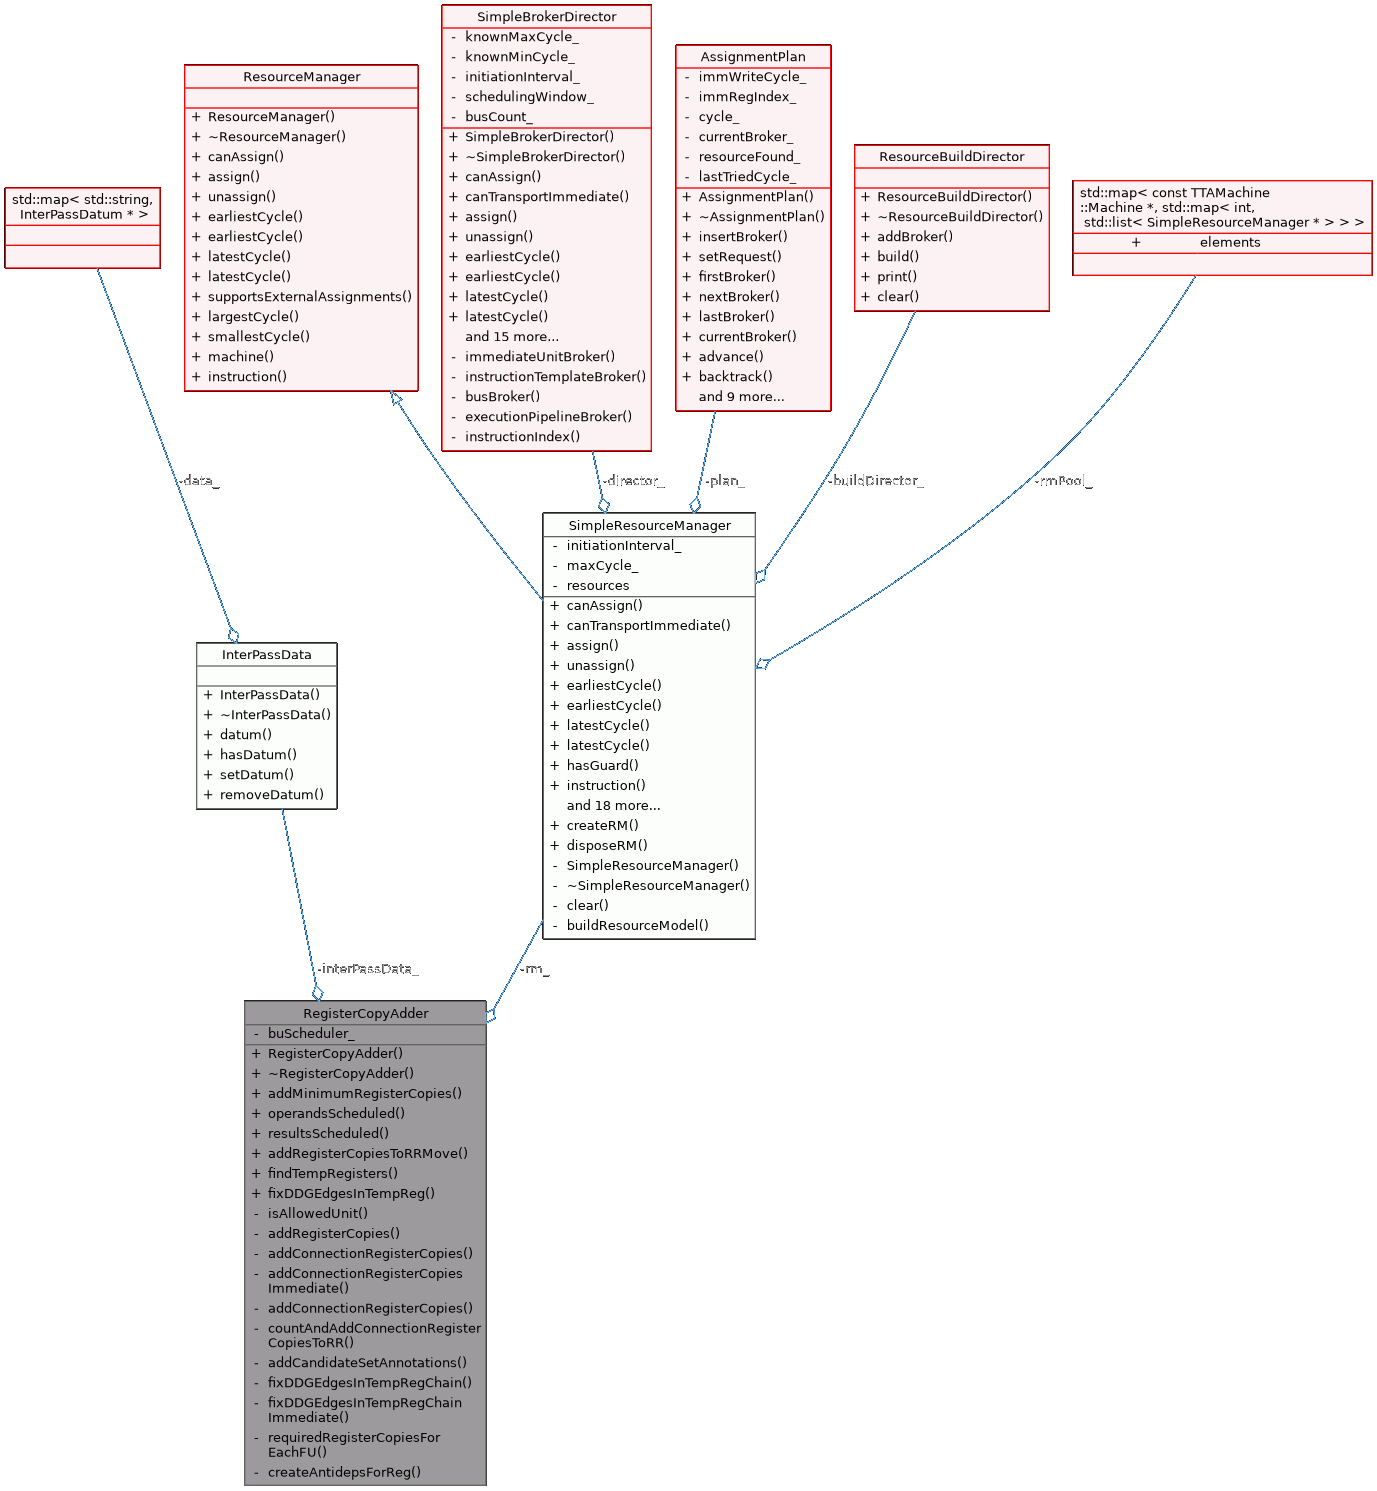 SimpleBrokerDirector
- knownMaxCycle_
- knownMinCycle_
- initiationInterval_
- schedulingWindow_
- busCount_
+ SimpleBrokerDirector()
+ ~SimpleBrokerDirector()
+ canAssign()
+ canTransportImmediate()
+ assign()
+ unassign()
+ earliestCycle()
+ earliestCycle()
+ latestCycle()
+ latestCycle()
and 15 more...
- immediateUnitBroker()
- instructionTemplateBroker()
- busBroker()
- executionPipelineBroker()
- instructionIndex()
AssignmentPlan
- immWriteCycle_
- immRegIndex_
- cycle_
- currentBroker_
- resourceFound_
- lastTriedCycle_
+ AssignmentPlan()
+ ~AssignmentPlan()
+ insertBroker()
+ setRequest()
+ firstBroker()
+ nextBroker()
+ lastBroker()
+ currentBroker()
+ advance()
+ backtrack()
and 9 more...
ResourceManager
+ ResourceManager()
+ ~ResourceManager()
+ canAssign()
+ assign()
+ unassign()
+ earliestCycle()
+ earliestCycle()
+ latestCycle()
+ latestCycle()
+ supportsExternalAssignments()
+ largestCycle()
+ smallestCycle()
+ machine()
+ instruction()
ResourceBuildDirector
+ ResourceBuildDirector()
+ ~ResourceBuildDirector()
+ addBroker()
+ build()
+ print()
+ clear()
std::map< const TTAMachine
::Machine *, std::map< int,
std::list< SimpleResourceManager * > > >
+ elements
std::map< std::string,
InterPassDatum * >
-data_
-director_
-plan_
-buildDirector_
-rmPool_
SimpleResourceManager
- initiationInterval_
- maxCycle_
- resources
+ canAssign()
+ canTransportImmediate()
+ assign()
+ unassign()
+ earliestCycle()
+ earliestCycle()
+ latestCycle()
+ latestCycle()
+ hasGuard()
+ instruction()
and 18 more...
+ createRM()
+ disposeRM()
- SimpleResourceManager()
- ~SimpleResourceManager()
- clear()
- buildResourceModel()
InterPassData
+ InterPassData()
+ ~InterPassData()
+ datum()
+ hasDatum()
+ setDatum()
+ removeDatum()
-interPassData_
-rm_
RegisterCopyAdder
- buScheduler_
+ RegisterCopyAdder()
+ ~RegisterCopyAdder()
+ addMinimumRegisterCopies()
+ operandsScheduled()
+ resultsScheduled()
+ addRegisterCopiesToRRMove()
+ findTempRegisters()
+ fixDDGEdgesInTempReg()
- isAllowedUnit()
- addRegisterCopies()
- addConnectionRegisterCopies()
- addConnectionRegisterCopies
Immediate()
- addConnectionRegisterCopies()
- countAndAddConnectionRegister
CopiesToRR()
- addCandidateSetAnnotations()
- fixDDGEdgesInTempRegChain()
- fixDDGEdgesInTempRegChain
Immediate()
- requiredRegisterCopiesFor
EachFU()
- createAntidepsForReg()